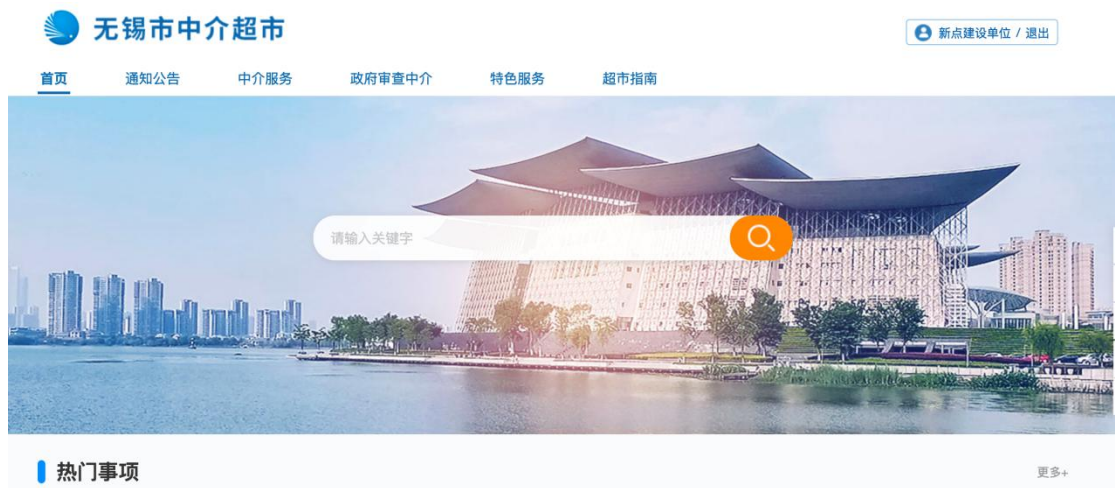 无锡市中介超市
新点建设单位 / 退出
首页 通知公告 中介服务 政府审查中介 特色服务 超市指南
请输入关键字
热门事项
更多+